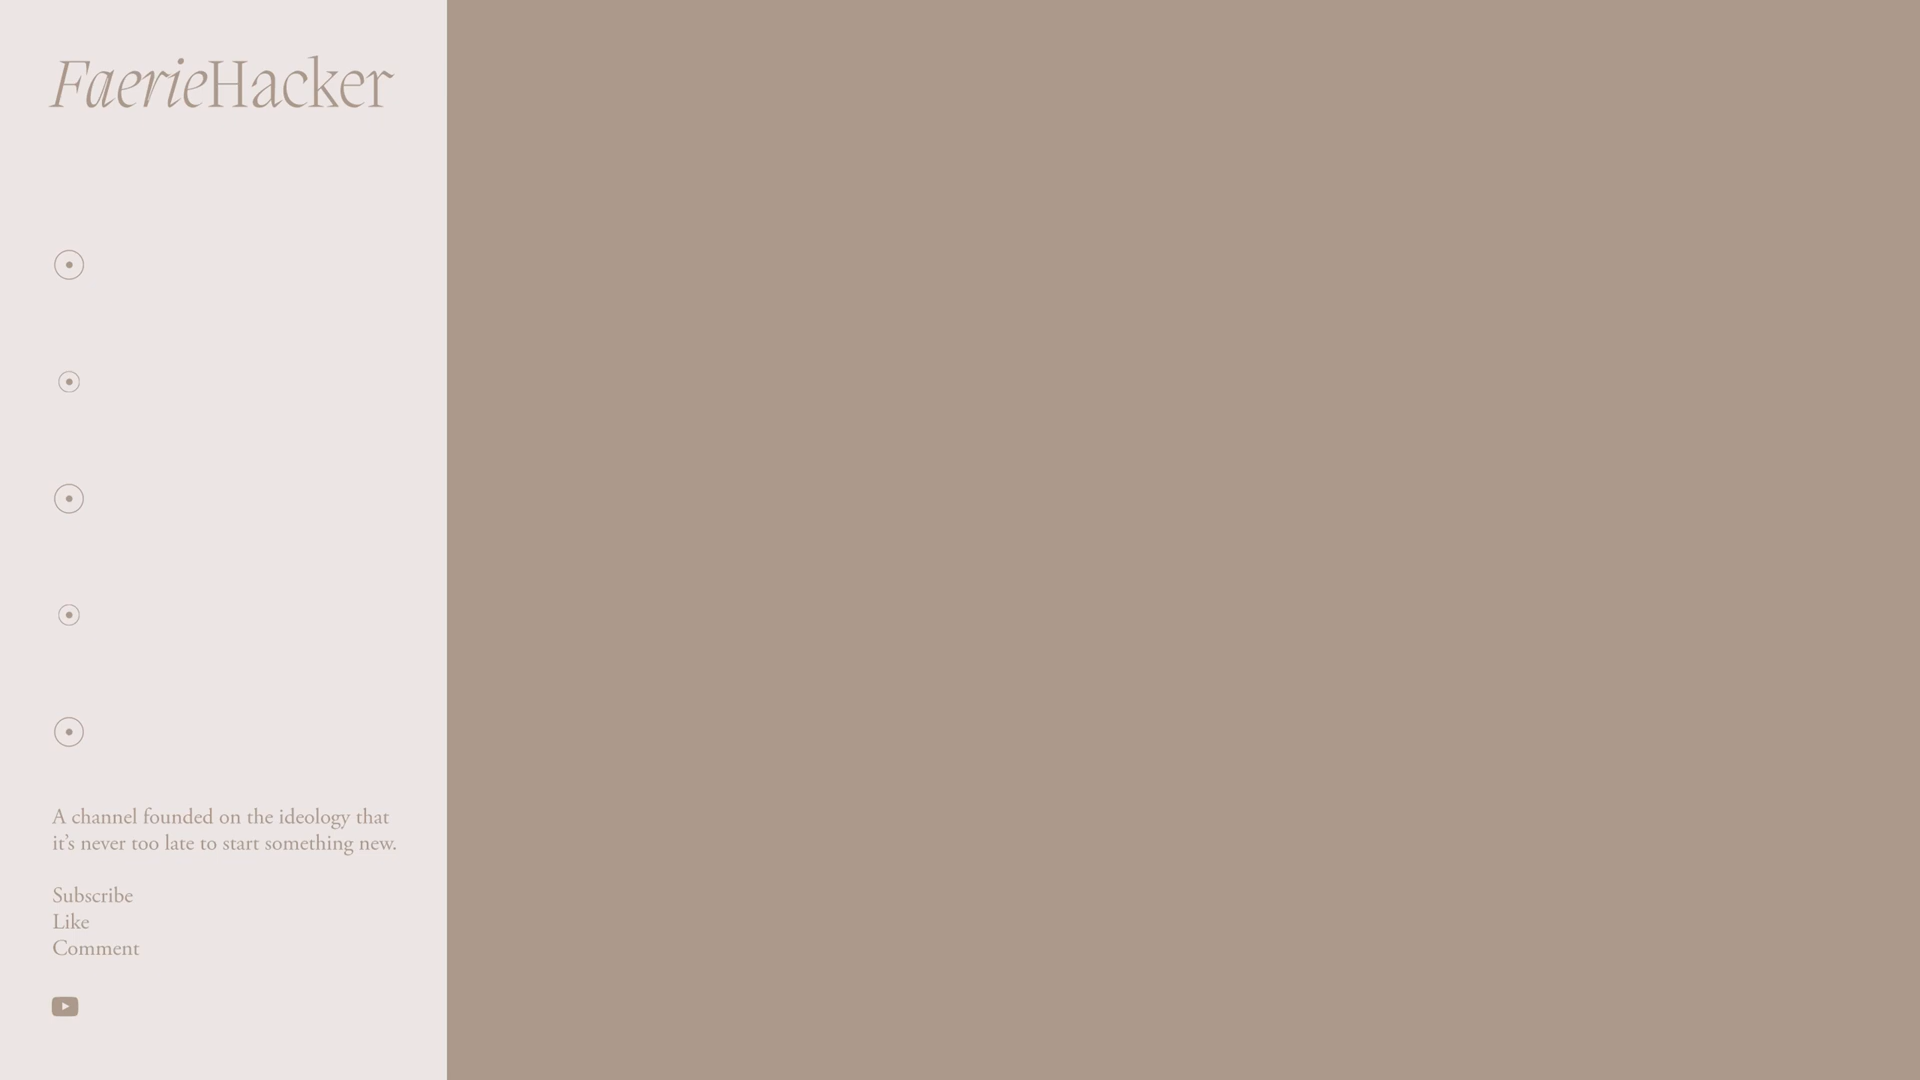 FaerieHacker
A channel founded on the ideology that
it’s never too late to start something new.
Subscribe
Like
Comment